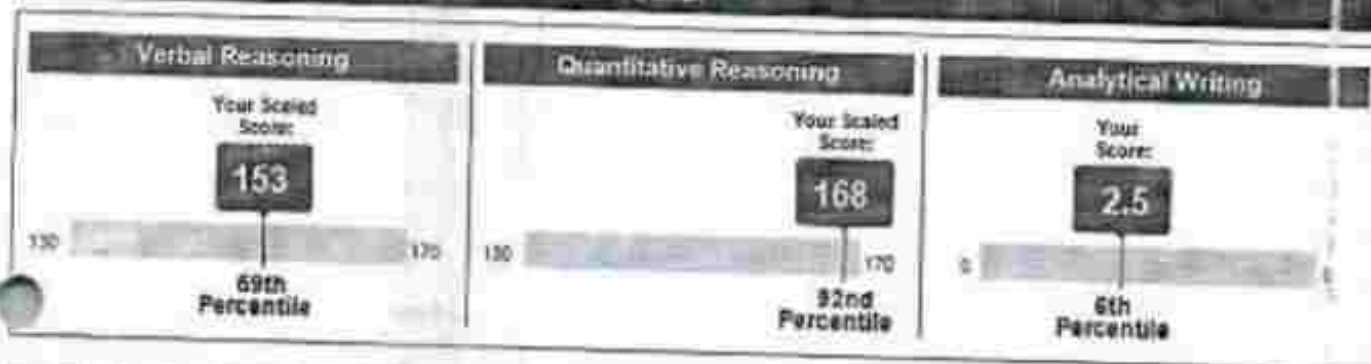 Verbal Reasoning
Your Scaled
Score:
153
130
170
69th
Percentile
Quantitative Reasoning
Your Scaled
Score:
168
130
170
92nd
Percentile
Analytical Writing
Your
Score:
2.5
0
6th
Percentile